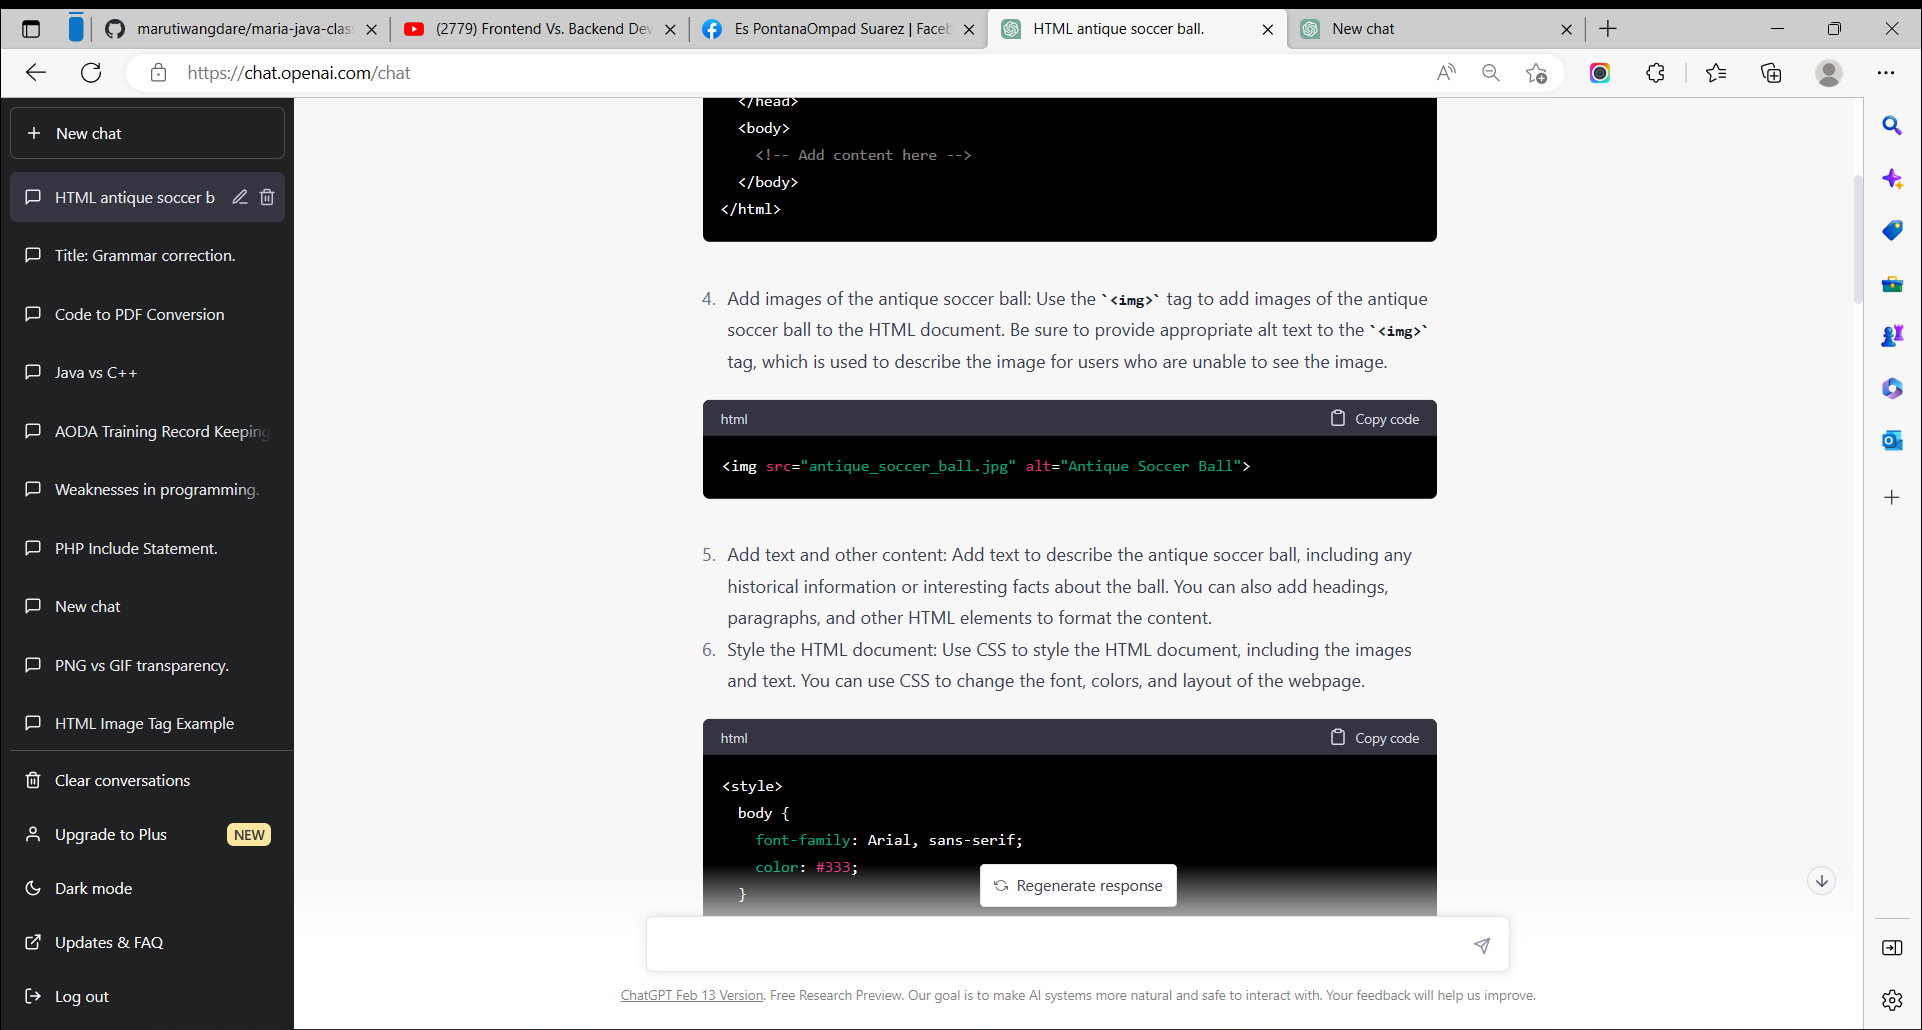 marutiwangdare/maria-java-clas
(2779) Frontend Vs. Backend Dev
Es PontanaOmpad Suarez | Faceb
HTML antique soccer ball.
New chat
https://chat.openai.com/chat
New chat
HTML antique soccer b
Title: Grammar correction.
Code to PDF Conversion
Java vs C++
AODA Training Record Keeping
Weaknesses in programming.
PHP Include Statement.
New chat
PNG vs GIF transparency.
HTML Image Tag Example
Clear conversations
Upgrade to Plus NEW
Dark mode
Updates & FAQ
Log out
</head>
<body>
<!-- Add content here -->
</body>
</html>
4. Add images of the antique soccer ball: Use the `<img>` tag to add images of the antique
soccer ball to the HTML document. Be sure to provide appropriate alt text to the `<img>`
tag, which is used to describe the image for users who are unable to see the image.
html Copy code
<img src="antique_soccer_ball.jpg" alt="Antique Soccer Ball">
5. Add text and other content: Add text to describe the antique soccer ball, including any
historical information or interesting facts about the ball. You can also add headings,
paragraphs, and other HTML elements to format the content.
6. Style the HTML document: Use CSS to style the HTML document, including the images
and text. You can use CSS to change the font, colors, and layout of the webpage.
html Copy code
<style>
body {
font-family: Arial, sans-serif;
color: #333;
}
Regenerate response
ChatGPT Feb 13 Version. Free Research Preview. Our goal is to make AI systems more natural and safe to interact with. Your feedback will help us improve.